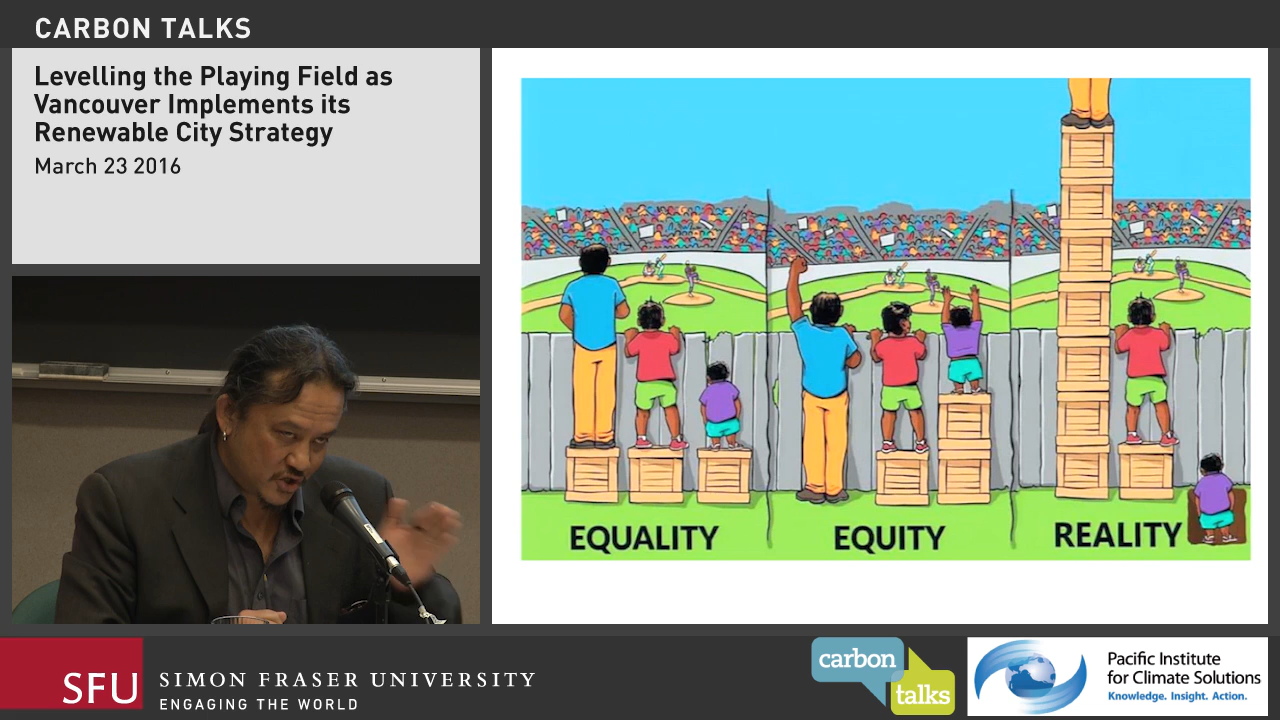 CARBON TALKS
Levelling the Playing Field as
Vancouver Implements its
Renewable City Strategy
March 23 2016
EQUALITY
EQUITY
REALITY
SFU
SIMON FRASER UNIVERSITY
ENGAGING THE WORLD
carbon
talks
Pacific Institute
for Climate Solutions
Knowledge. Insight. Action.